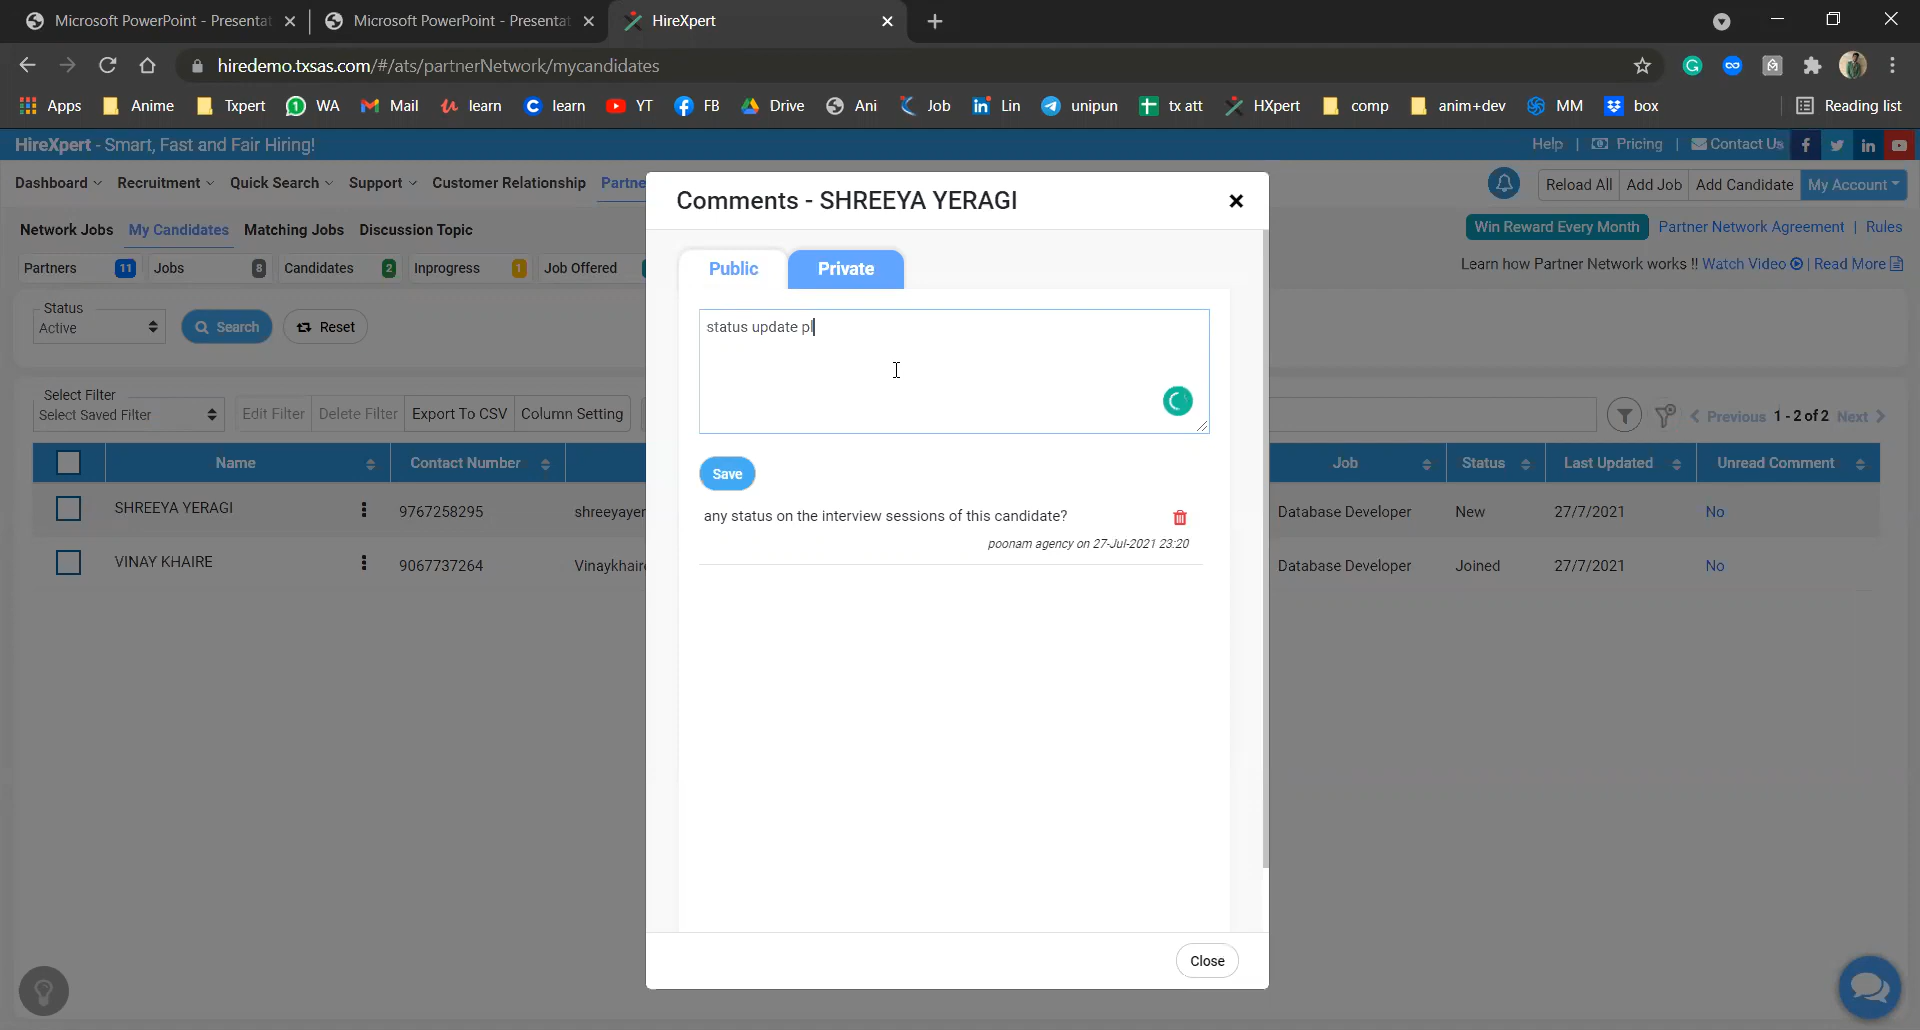 Microsoft PowerPoint - Presentat
Microsoft PowerPoint - Presentat
HireXpert
hiredemo.txsas.com/#/ats/partnerNetwork/mycandidates
Apps Anime Txpert WA Mail learn learn YT FB Drive Ani Job Lin unipun tx att HXpert comp anim+dev MM box Reading list
HireXpert - Smart, Fast and Fair Hiring!
Help | Pricing | Contact Us
Dashboard Recruitment Quick Search Support Customer Relationship Partne
Reload All Add Job Add Candidate My Account
Network Jobs My Candidates Matching Jobs Discussion Topic
Win Reward Every Month Partner Network Agreement | Rules
Partners 11 Jobs 8 Candidates 2 Inprogress 1 Job Offered
Learn how Partner Network works !! Watch Video | Read More
Status
Active
Search Reset
Select Filter
Select Saved Filter
Edit Filter Delete Filter Export To CSV Column Setting
Previous 1 - 2 of 2 Next
Name Contact Number Job Status Last Updated Unread Comment
SHREEYA YERAGI 9767258295 shreeyayer Database Developer New 27/7/2021 No
VINAY KHAIRE 9067737264 Vinaykhaire Database Developer Joined 27/7/2021 No
Comments - SHREEYA YERAGI
Public Private
status update pl
Save
any status on the interview sessions of this candidate?
poonam agency on 27-Jul-2021 23:20
Close